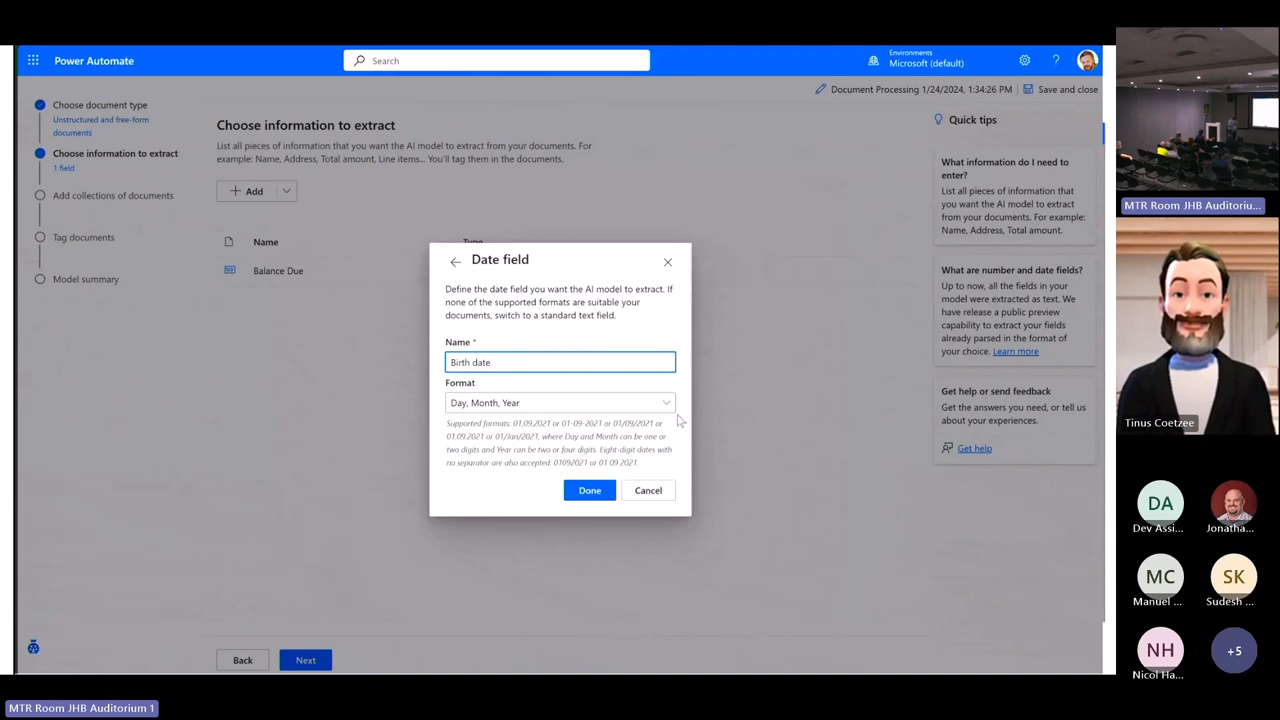 Power Automate
Search
Environments
Microsoft (default)
?
Document Processing 1/24/2024, 1:34:26 PM
Save and close
Choose document type
Unstructured and free-form
documents
Choose information to extract
1 field
Add collections of documents
Tag documents
Model summary
Choose information to extract
List all pieces of information that you want the AI model to extract from your documents. For
example: Name, Address, Total amount, Line items... You'll tag them in the documents.
+ Add
Name
Type
Balance Due
Date field
Define the date field you want the AI model to extract. If
none of the supported formats are suitable your
documents, switch to a standard text field.
Name *
Birth date
Format
Day, Month, Year
Supported formats: 01,09,2021 or 01-09-2021 or 01/09/2021 or
01.09.2021 or 01/Jan/2021, where Day and Month can be one or
two digits and Year can be two or four digits. Eight-digit dates with
no separator are also accepted: 01092021 or 01 09 2021.
Done
Cancel
Back
Next
Quick tips
What information do I need to
enter?
List all pieces of information that
you want the AI model to extract
from your documents. For example:
Name, Address, Total amount.
What are number and date fields?
Up to now, all the fields in your
model were extracted as text. We
have release a public preview
capability to extract your fields
already parsed in the format of
your choice. Learn more
Get help or send feedback
Get the answers you need, or tell us
about your experiences.
Get help
MTR Room JHB Auditoriu...
Tinus Coetzee
DA
Dev Assi...
Jonatha...
MC
Manuel ...
SK
Sudesh ...
NH
Nicol Ha...
+5
MTR Room JHB Auditorium 1